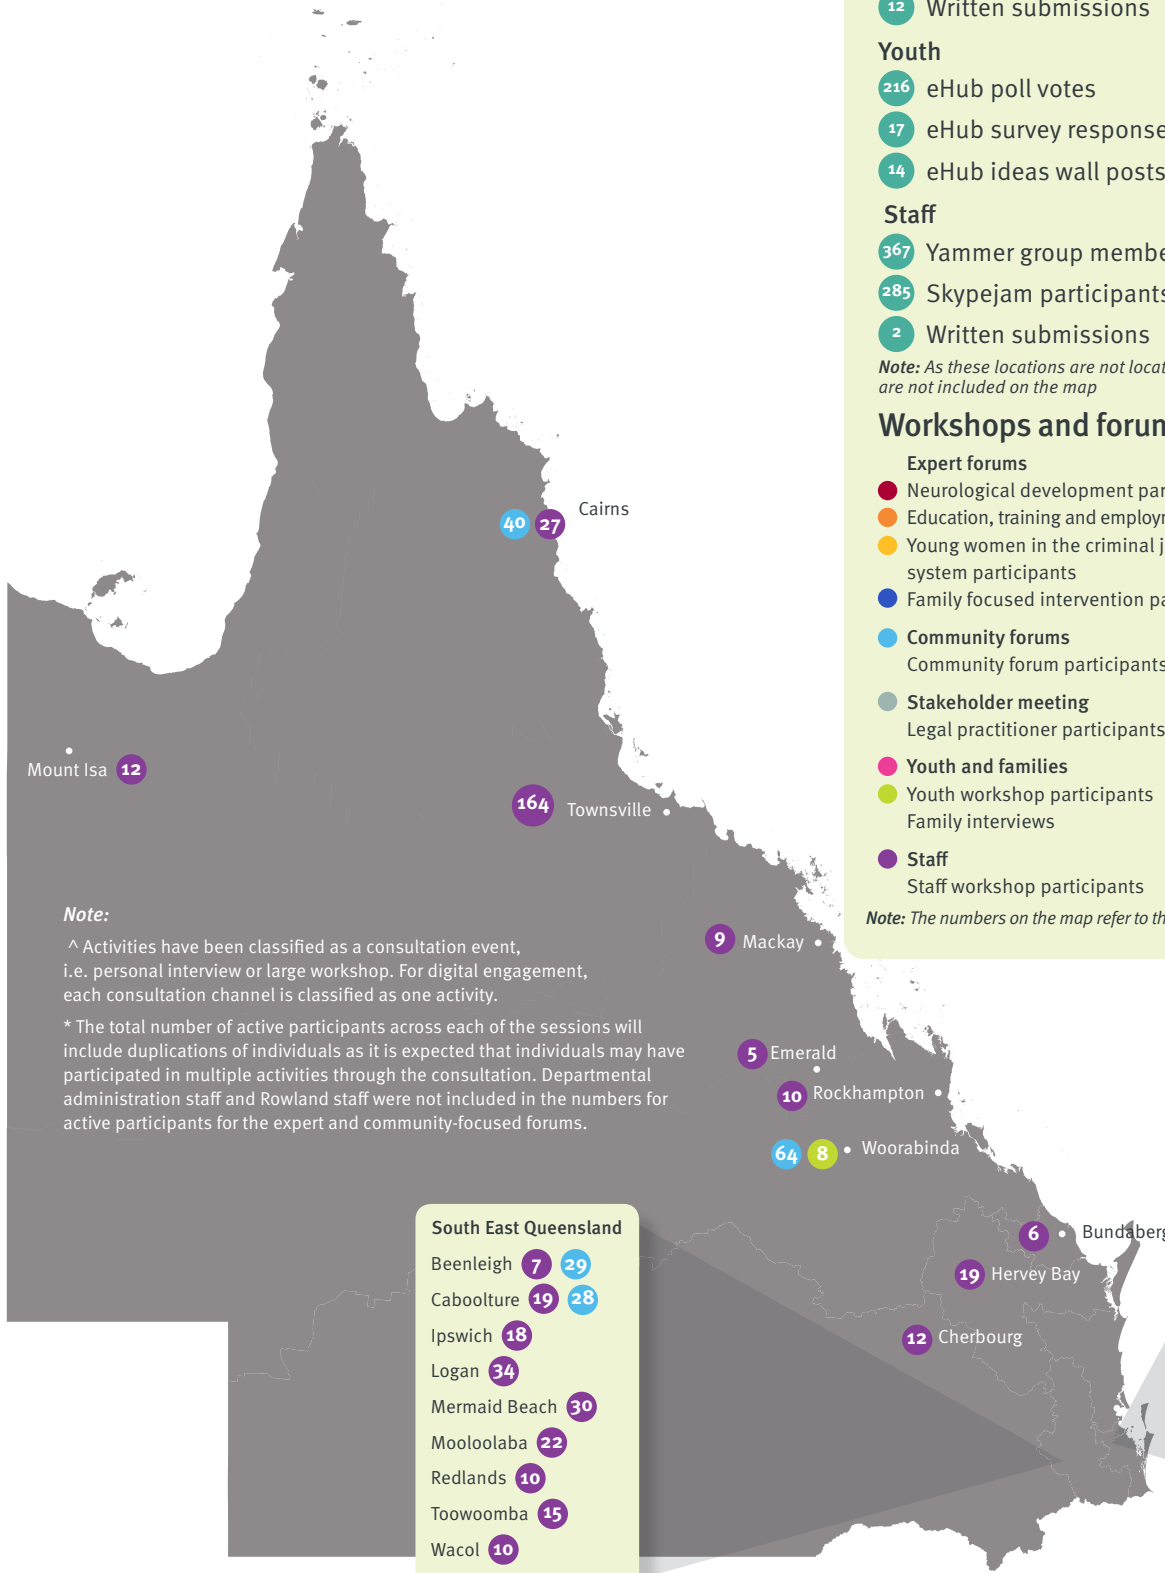 12 Written submissions
Youth
216 eHub poll votes
17 eHub survey response
14 eHub ideas wall posts
Staff
367 Yammer group membe
285 Skypejam participants
2 Written submissions
Note: As these locations are not locat
are not included on the map
Workshops and forum
Expert forums
Neurological development par
Education, training and employm
Young women in the criminal j
system participants
Family focused intervention pa
Community forums
Community forum participants
Stakeholder meeting
Legal practitioner participants
Youth and families
Youth workshop participants
Family interviews
Staff
Staff workshop participants
Note: The numbers on the map refer to th
40 27 Cairns
Mount Isa 12
164 Townsville
9 Mackay
5 Emerald
10 Rockhampton
64 8 Woorabinda
6 Bundaberg
19 Hervey Bay
12 Cherbourg
Note:
^ Activities have been classified as a consultation event,
i.e. personal interview or large workshop. For digital engagement,
each consultation channel is classified as one activity.
* The total number of active participants across each of the sessions will
include duplications of individuals as it is expected that individuals may have
participated in multiple activities through the consultation. Departmental
administration staff and Rowland staff were not included in the numbers for
active participants for the expert and community-focused forums.
South East Queensland
Beenleigh 7 29
Caboolture 19 28
Ipswich 18
Logan 34
Mermaid Beach 30
Mooloolaba 22
Redlands 10
Toowoomba 15
Wacol 10